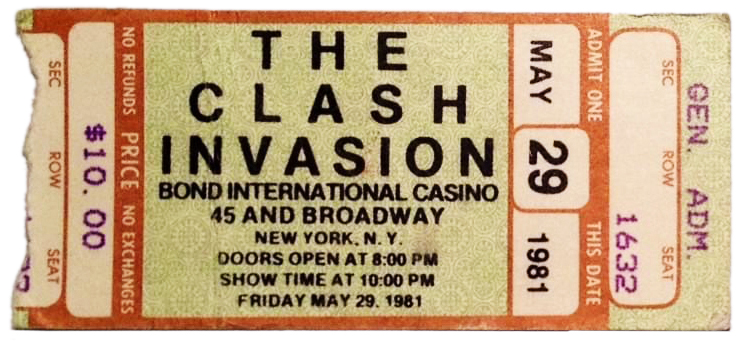 SEC
ROW
SEAT
NO REFUNDS PRICE NO EXCHANGES
$10.00
THE
CLASH
INVASION
BOND INTERNATIONAL CASINO
45 AND BROADWAY
NEW YORK, N.Y.
DOORS OPEN AT 8:00 PM
SHOW TIME AT 10:00 PM
FRIDAY MAY 29, 1981
MAY 29 1981
ADMIT ONE THIS DATE
SEC ROW SEAT
1632
GEN. ADM.